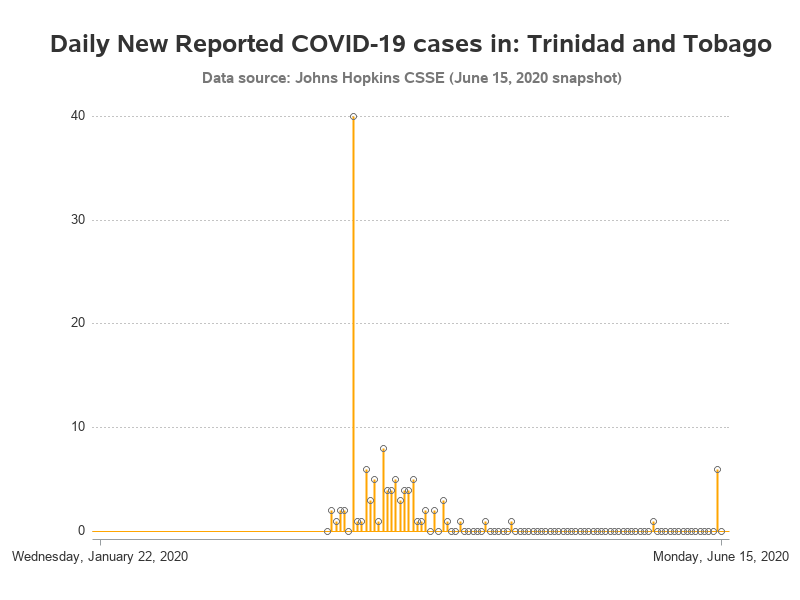 Daily New Reported COVID-19 cases in: Trinidad and Tobago
Data source: Johns Hopkins CSSE (June 15, 2020 snapshot)
40
30
20
10
0
Wednesday, January 22, 2020 Monday, June 15, 2020